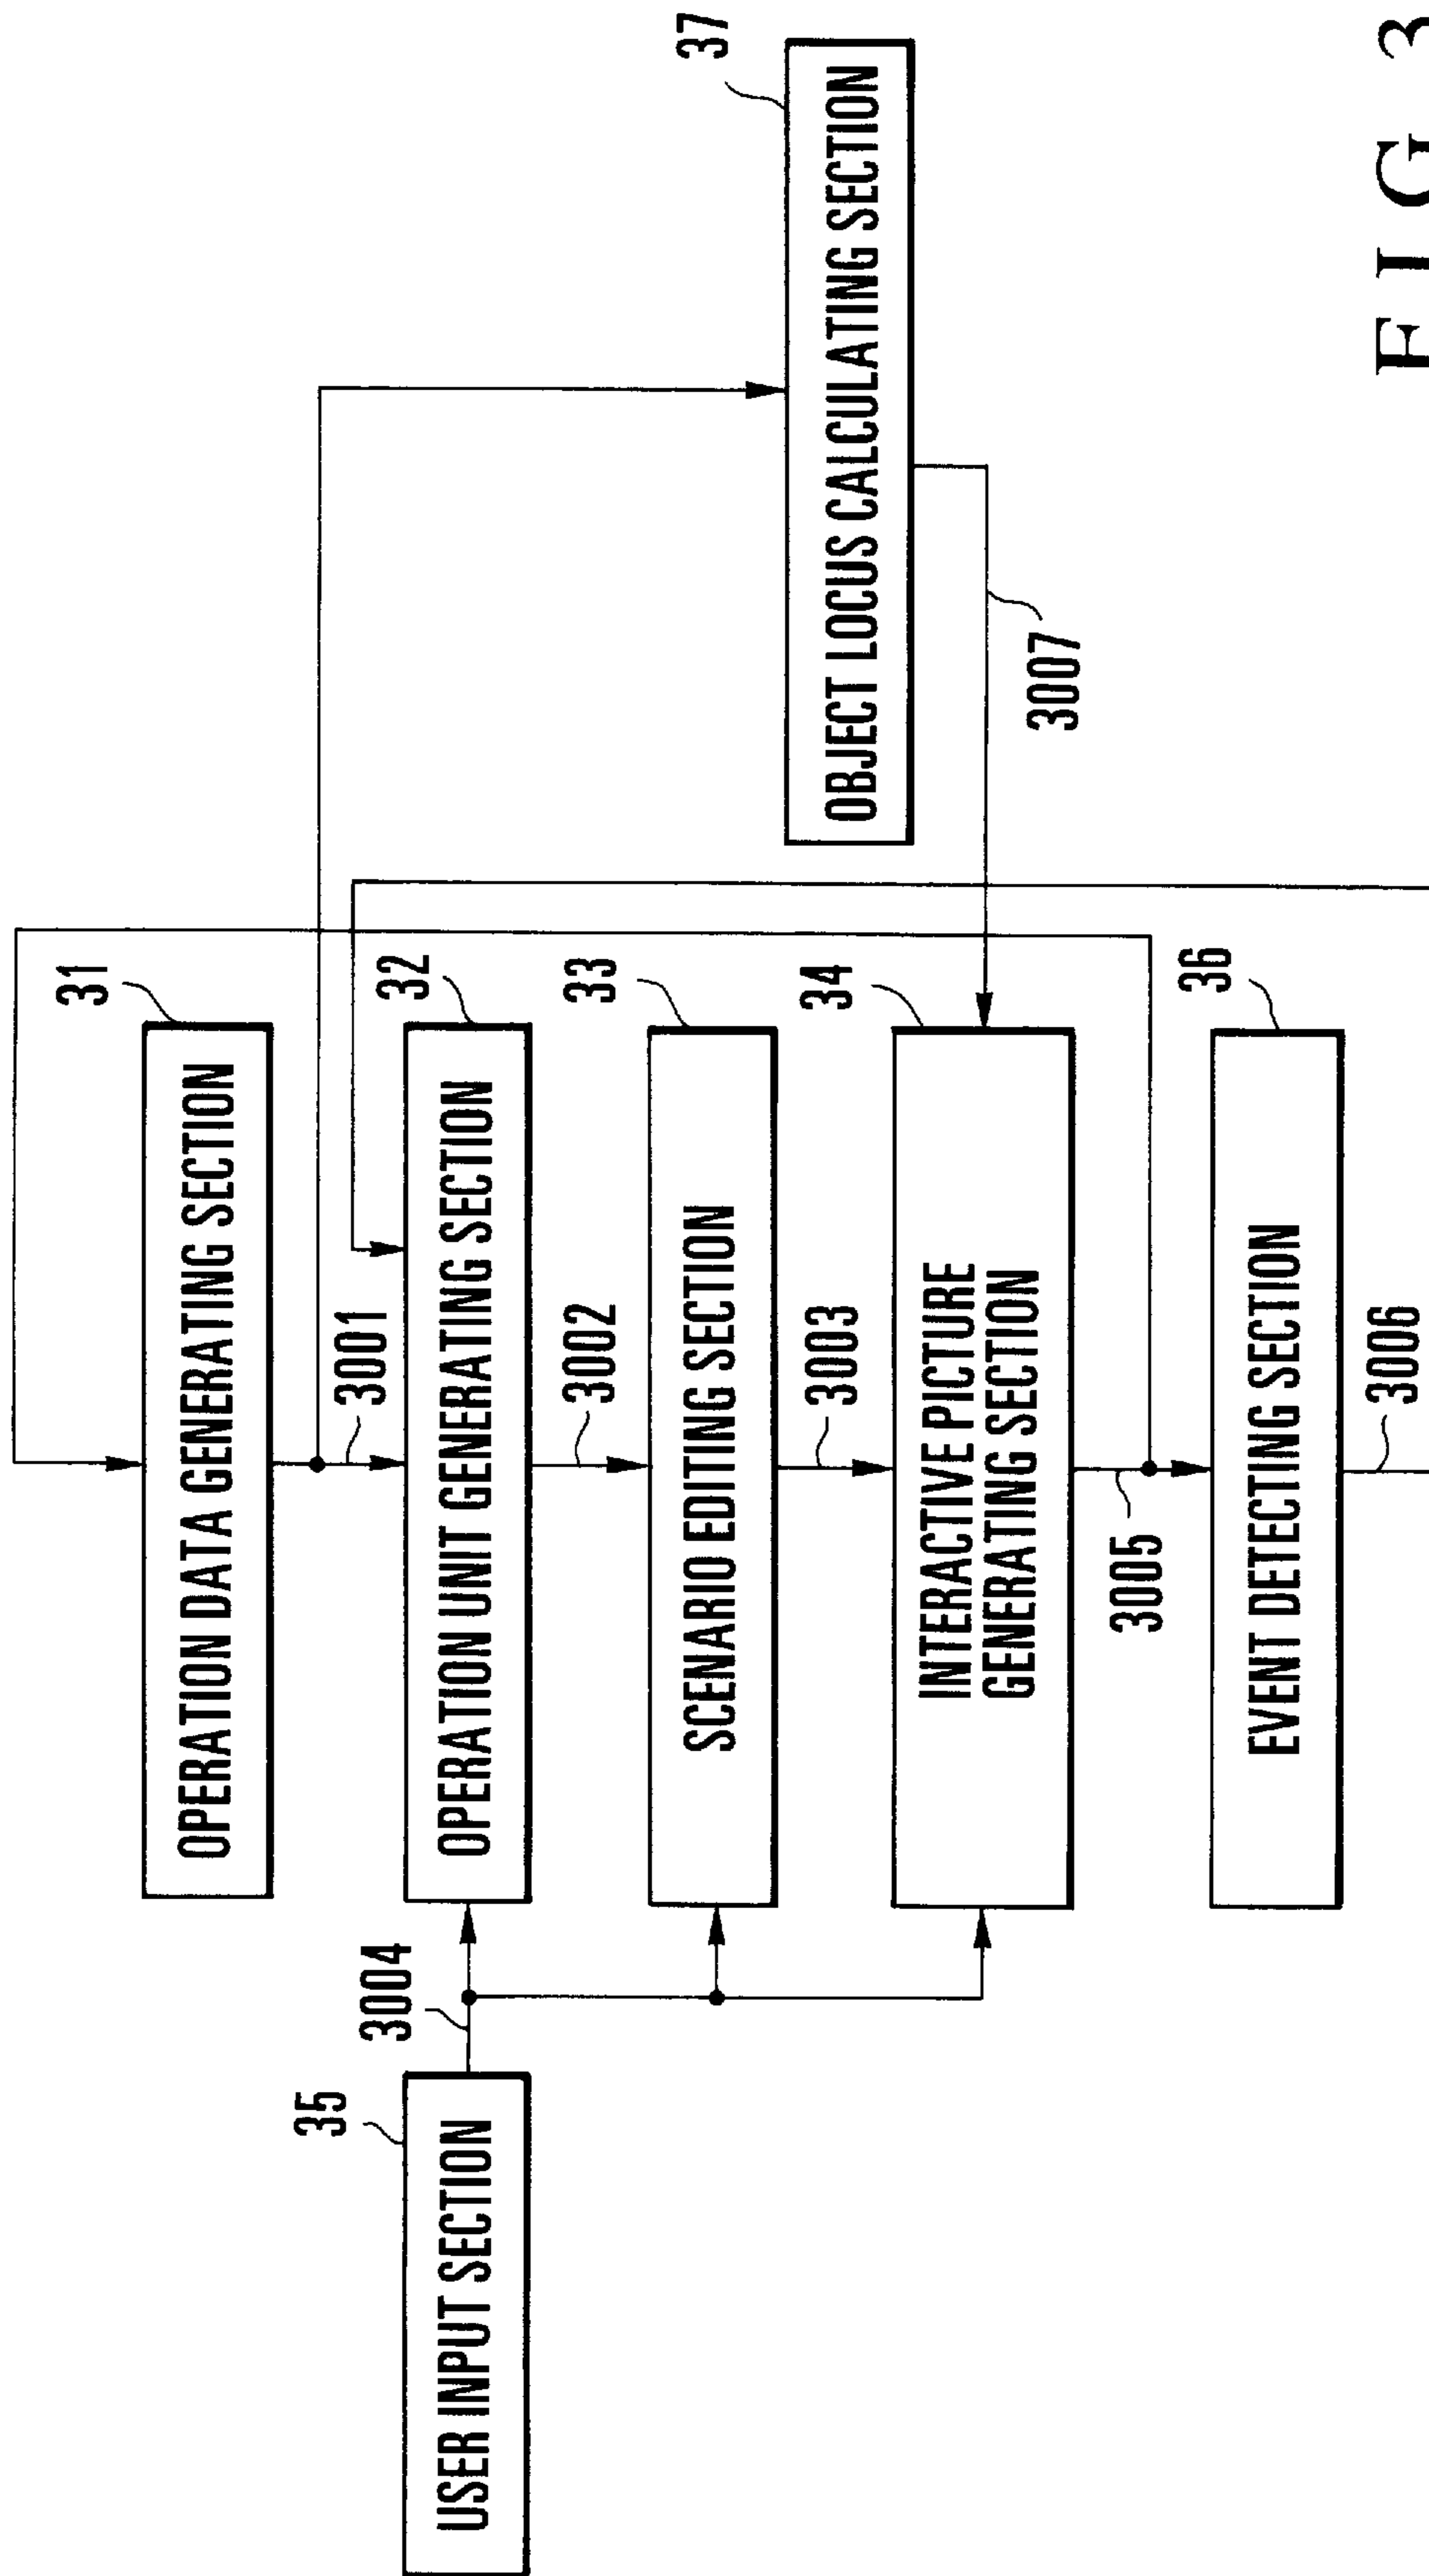 31
OPERATION DATA GENERATING SECTION
3001
32
OPERATION UNIT GENERATING SECTION
3002
33
SCENARIO EDITING SECTION
3003
34
INTERACTIVE PICTURE
GENERATING SECTION
3005
36
EVENT DETECTING SECTION
3006
35
USER INPUT SECTION
3004
37
OBJECT LOCUS CALCULATING SECTION
3007
FIG. 3